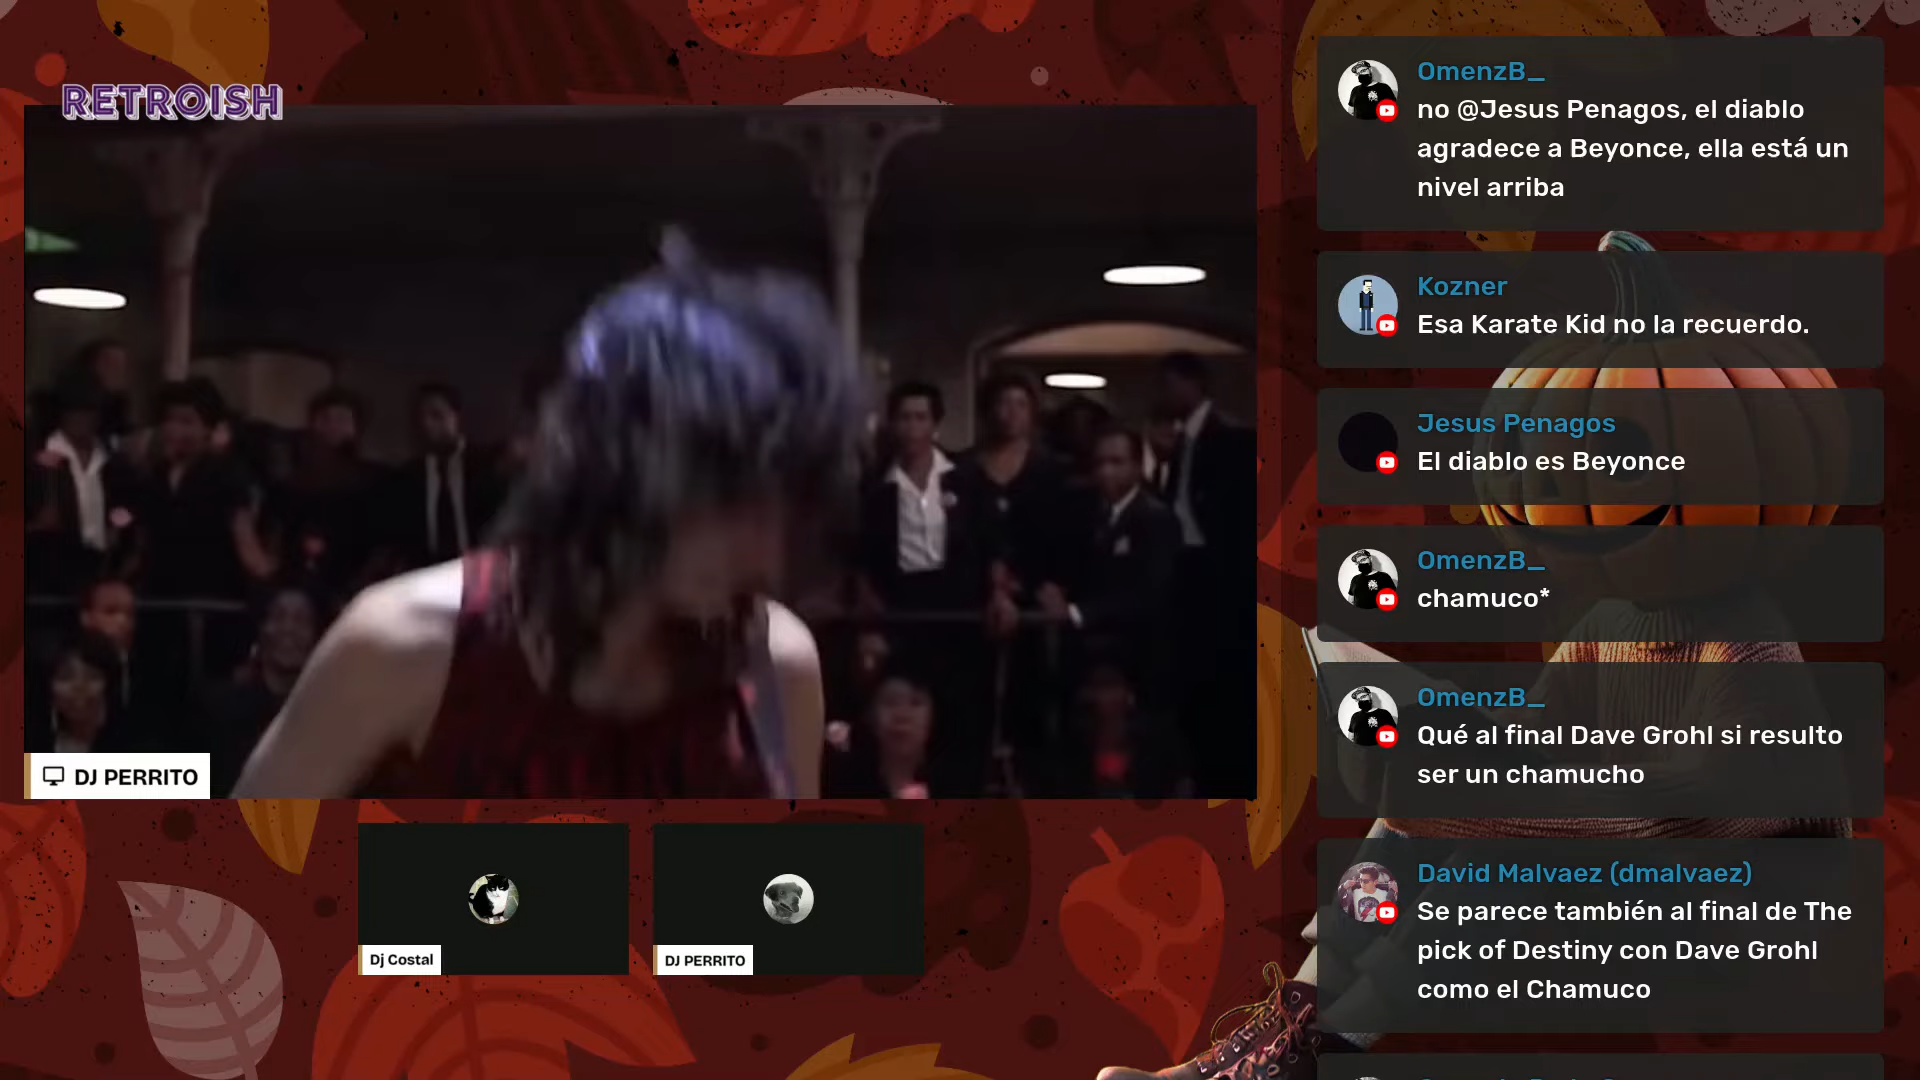 RETROISH
DJ PERRITO
Dj Costal
DJ PERRITO
OmenzB_
no @Jesus Penagos, el diablo
agradece a Beyonce, ella está un
nivel arriba
Kozner
Esa Karate Kid no la recuerdo.
Jesus Penagos
El diablo es Beyonce
OmenzB_
chamuco*
OmenzB_
Qué al final Dave Grohl si resulto
ser un chamucho
David Malvaez (dmalvaez)
Se parece también al final de The
pick of Destiny con Dave Grohl
como el Chamuco